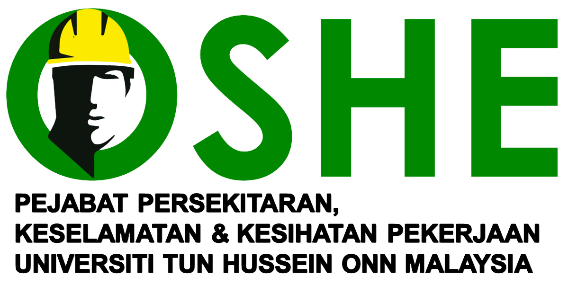 OSHE
PEJABAT PERSEKITARAN,
KESELAMATAN & KESIHATAN PEKERJAAN
UNIVERSITI TUN HUSSEIN ONN MALAYSIA